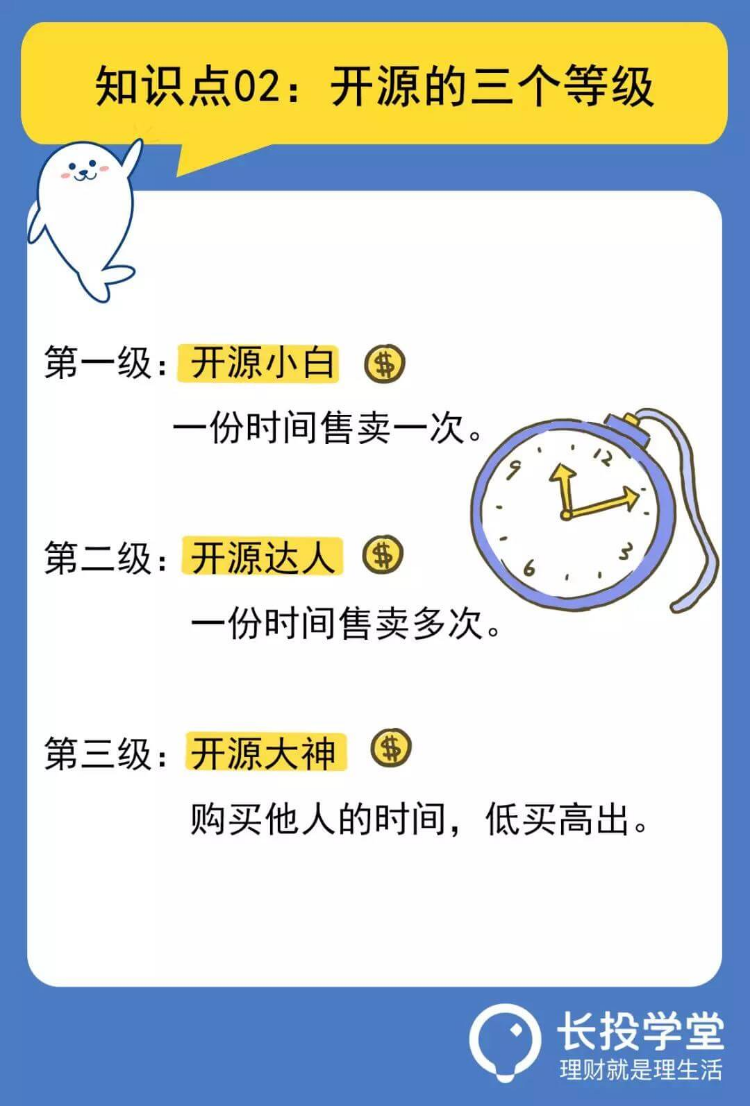 知识点02：开源的三个等级
第一级：开源小白
一份时间售卖一次。
12
9
3
6
第二级：开源达人
一份时间售卖多次。
第三级：开源大神
购买他人的时间，低买高出。
长投学堂
理财就是理生活